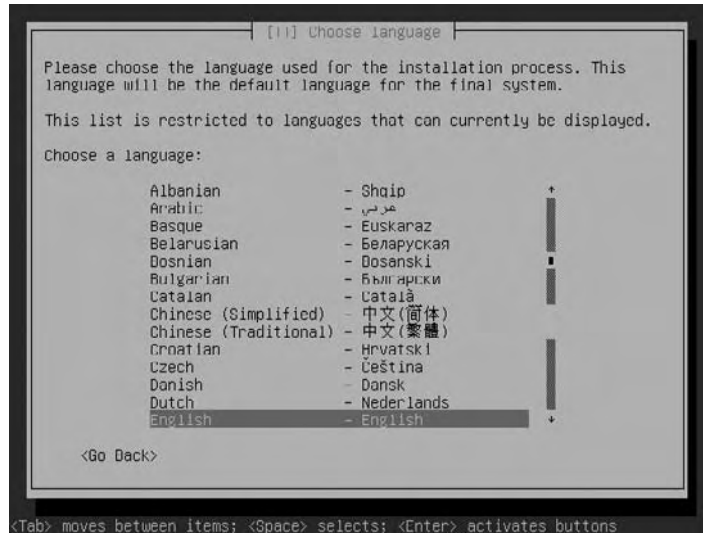 [!!] Choose language
Please choose the language used for the installation process. This
language will be the default language for the final system.
This list is restricted to languages that can currently be displayed.
Choose a language:
Albanian - Shqip
Arabic - عربي
Basque - Euskaraz
Belarusian - Беларуская
Bosnian - Bosanski
Bulgarian - Български
Catalan - Català
Chinese (Simplified) - 中文(简体)
Chinese (Traditional) - 中文(繁體)
Croatian - Hrvatski
Czech - Čeština
Danish - Dansk
Dutch - Nederlands
English - English
<Go Back>
<Tab> moves between items; <Space> selects; <Enter> activates buttons